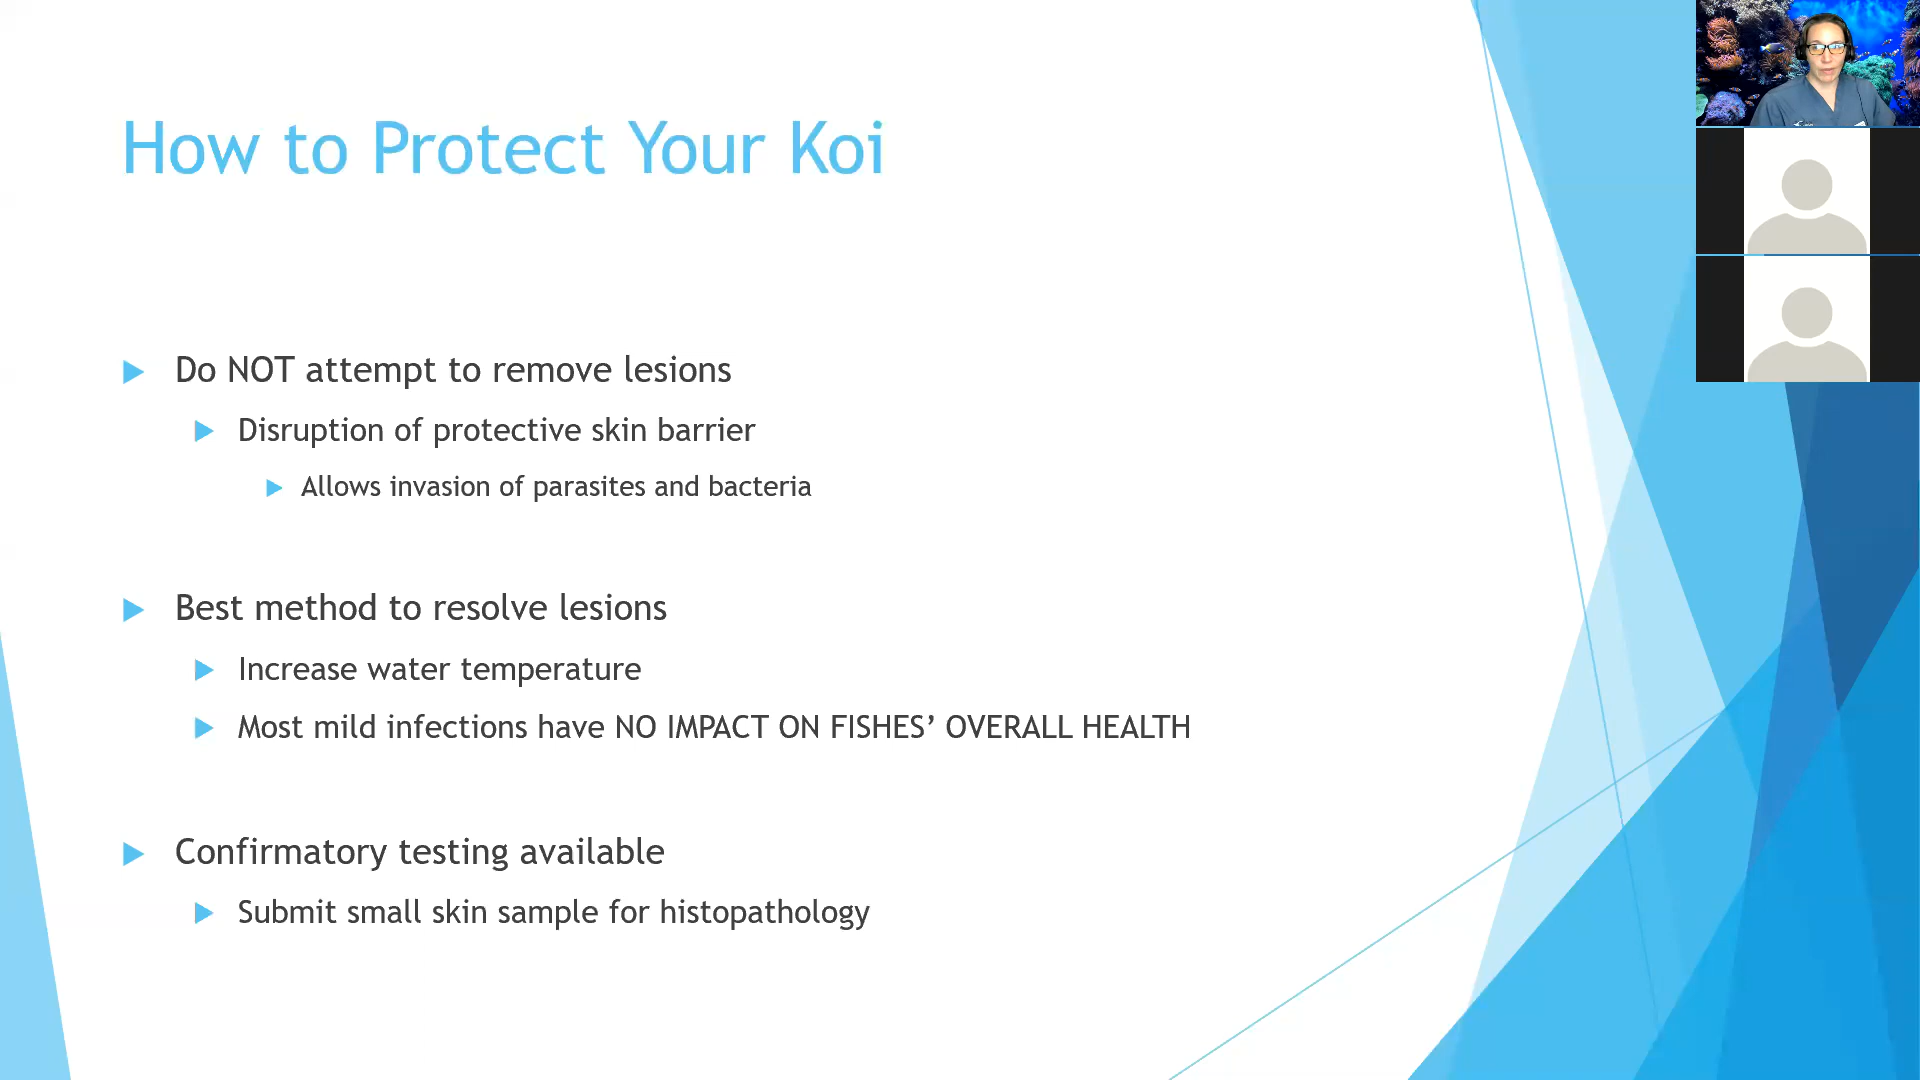 How to Protect Your Koi
Do NOT attempt to remove lesions
Disruption of protective skin barrier
Allows invasion of parasites and bacteria
Best method to resolve lesions
Increase water temperature
Most mild infections have NO IMPACT ON FISHES’ OVERALL HEALTH
Confirmatory testing available
Submit small skin sample for histopathology